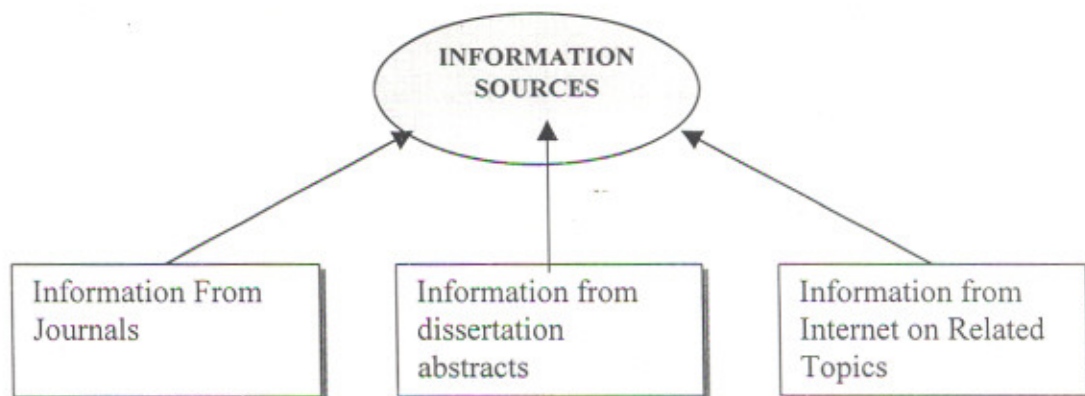 INFORMATION
SOURCES
Information From
Journals
Information from
dissertation
abstracts
Information from
Internet on Related
Topics